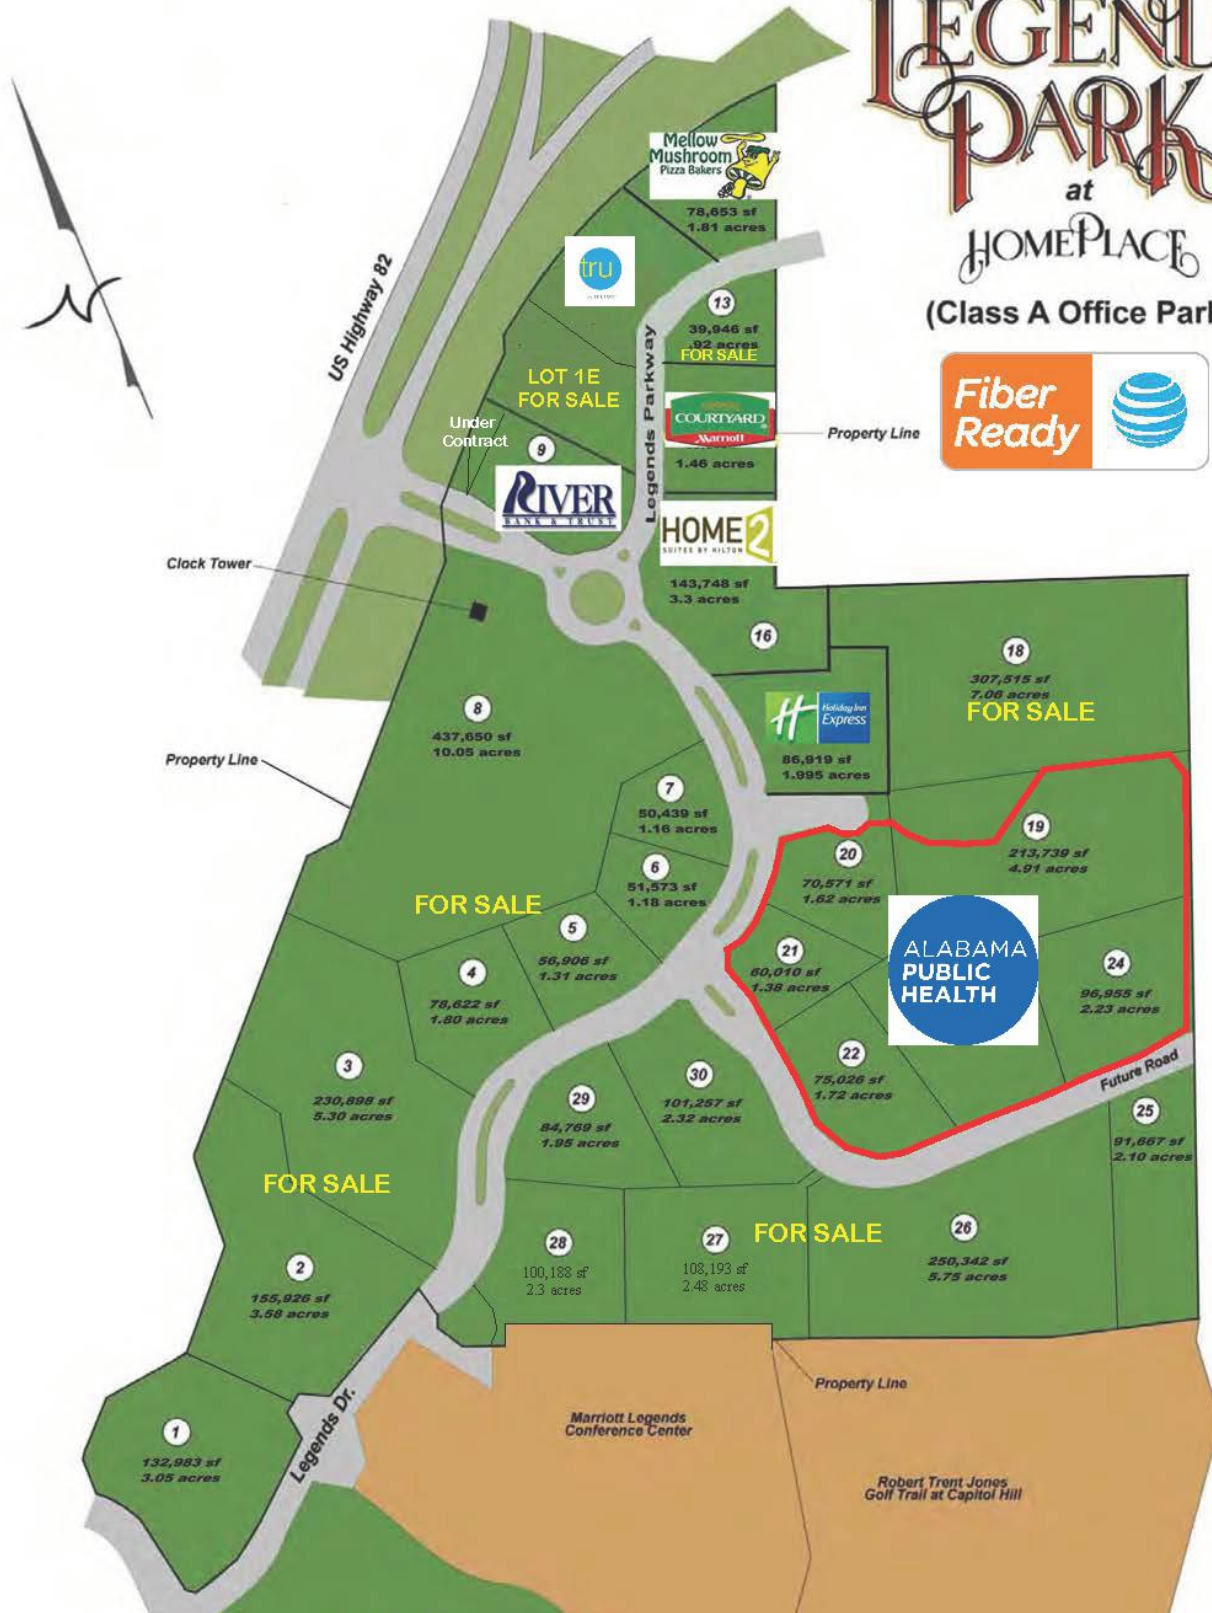 LEGEND
PARK
at
HOMEPLACE
(Class A Office Park
Fiber
Ready
Mellow
Mushroom
Pizza Bakers
78,653 sf
1.81 acres
tru
US Highway 82
Legends Parkway
13
39,946 sf
.92 acres
FOR SALE
LOT 1E
FOR SALE
Under
Contract
9
RIVER
BANK & TRUST
COURTYARD
Marriott
1.46 acres
Property Line
HOME2
SUITES BY HILTON
143,748 sf
3.3 acres
16
Clock Tower
N
18
307,515 sf
7.06 acres
FOR SALE
8
437,650 sf
10.05 acres
Holiday Inn
Express
86,919 sf
1.995 acres
Property Line
7
50,439 sf
1.16 acres
6
51,573 sf
1.18 acres
20
70,571 sf
1.62 acres
19
213,739 sf
4.91 acres
FOR SALE
5
56,906 sf
1.31 acres
4
78,622 sf
1.80 acres
21
60,010 sf
1.38 acres
ALABAMA
PUBLIC
HEALTH
24
96,955 sf
2.23 acres
22
75,026 sf
1.72 acres
Future Road
3
230,898 sf
5.30 acres
29
84,769 sf
1.95 acres
30
101,257 sf
2.32 acres
25
91,667 sf
2.10 acres
FOR SALE
2
155,926 sf
3.58 acres
28
100,188 sf
2.3 acres
27
108,193 sf
2.48 acres
FOR SALE
26
250,342 sf
5.75 acres
1
132,983 sf
3.05 acres
Legends Dr.
Property Line
Marriott Legends
Conference Center
Robert Trent Jones
Golf Trail at Capitol Hill